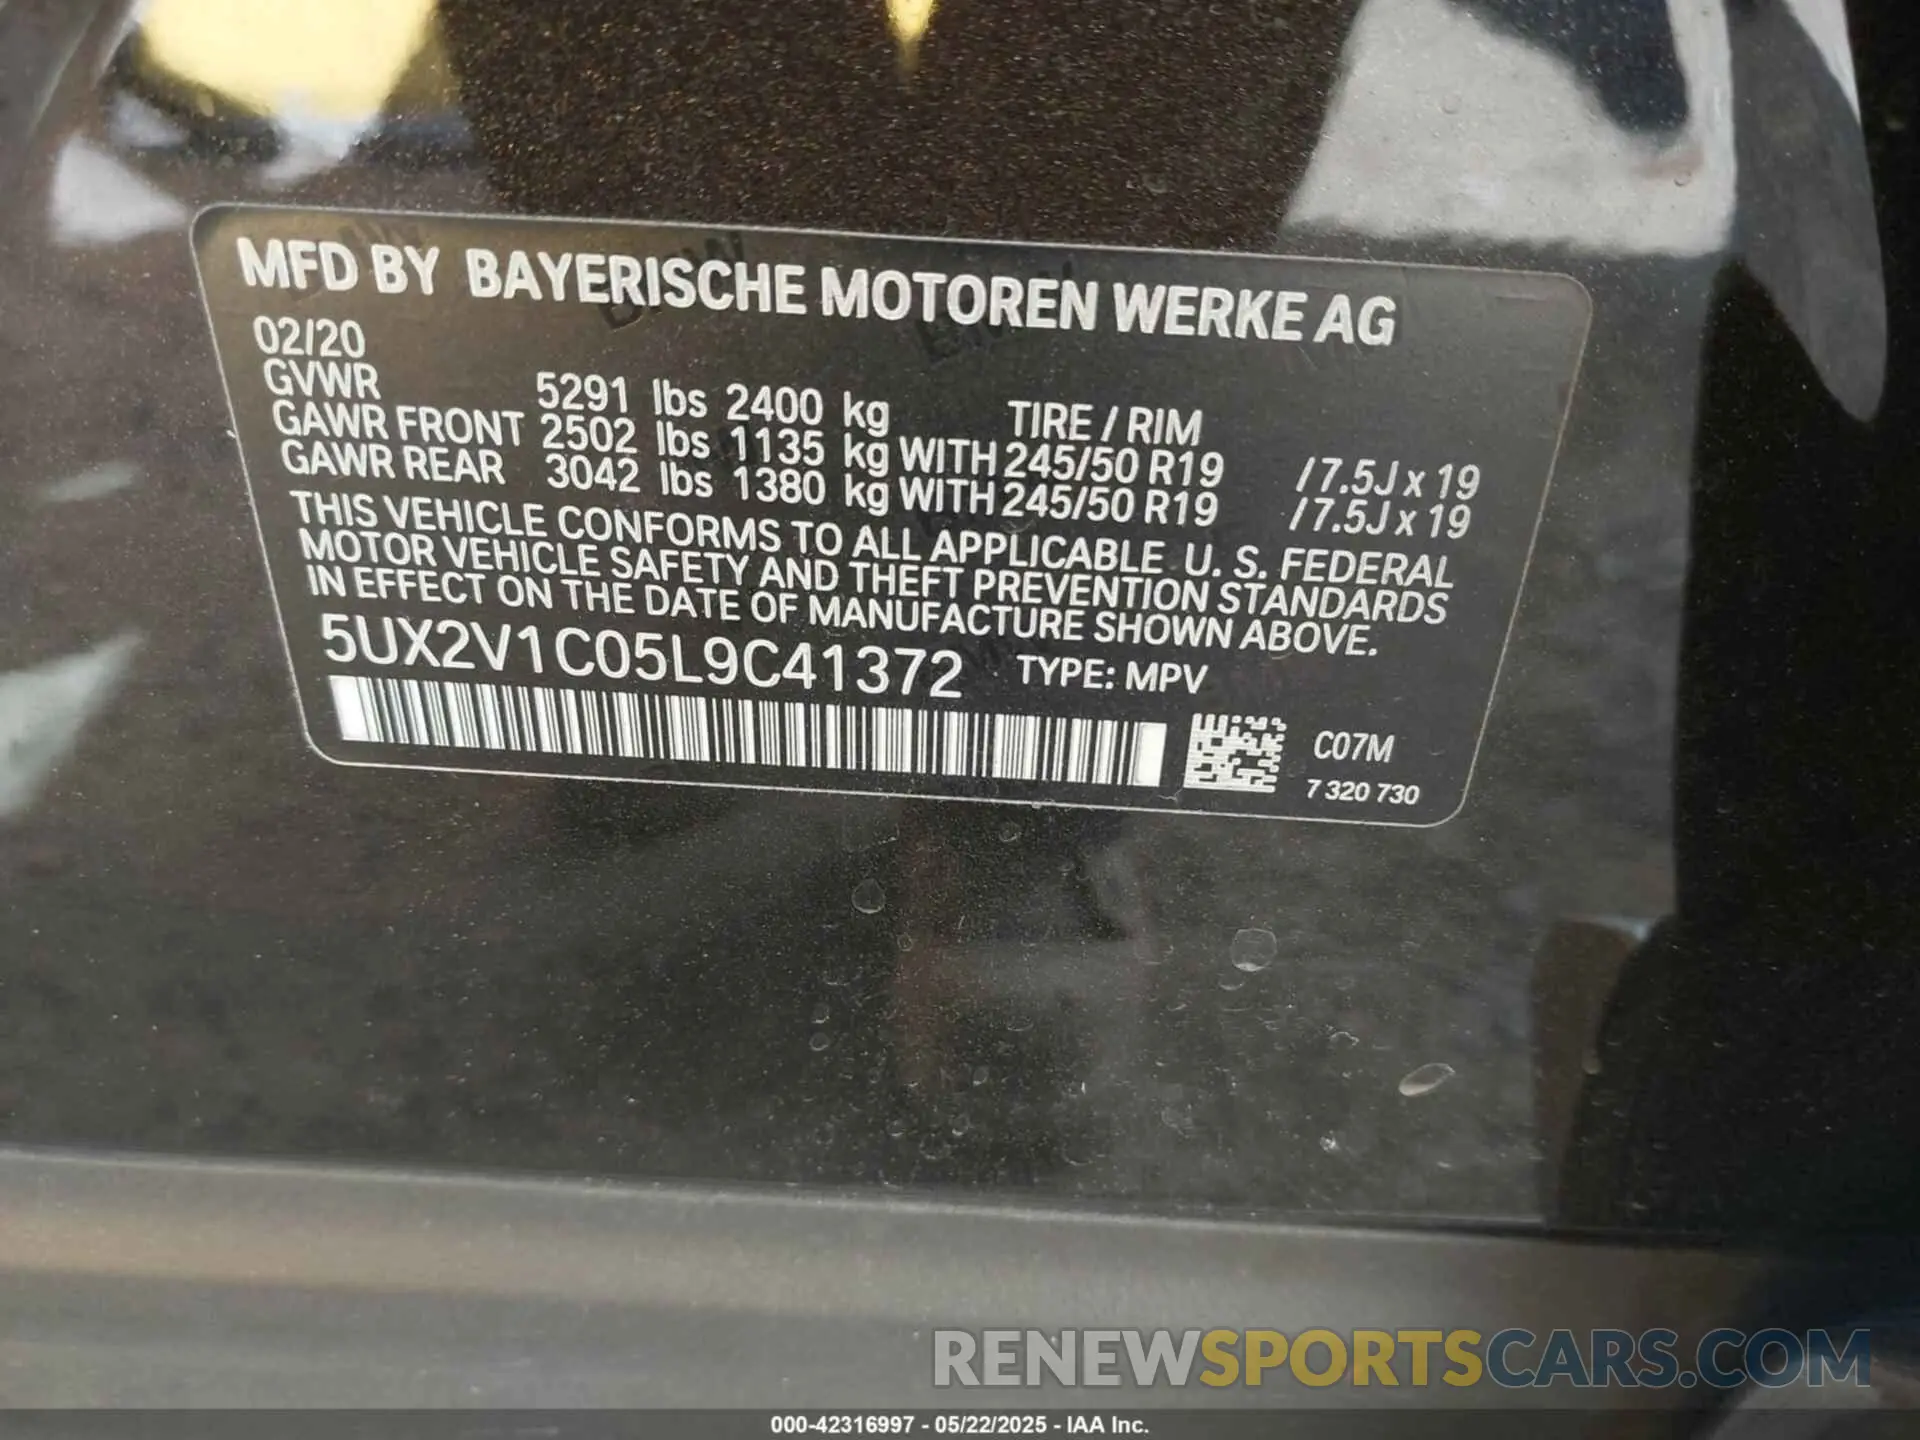 MFD BY BAYERISCHE MOTOREN WERKE AG
02/20
GVWR 5291 lbs 2400 kg TIRE / RIM
GAWR FRONT 2502 lbs 1135 kg WITH 245/50 R19 / 7.5J x 19
GAWR REAR 3042 lbs 1380 kg WITH 245/50 R19 / 7.5J x 19
THIS VEHICLE CONFORMS TO ALL APPLICABLE U. S. FEDERAL
MOTOR VEHICLE SAFETY AND THEFT PREVENTION STANDARDS
IN EFFECT ON THE DATE OF MANUFACTURE SHOWN ABOVE.
5UX2V1C05L9C41372 TYPE: MPV
C07M
7 320 730
RENEWSPORTSCARS.COM
000-42316997 - 05/22/2025 - IAA Inc.